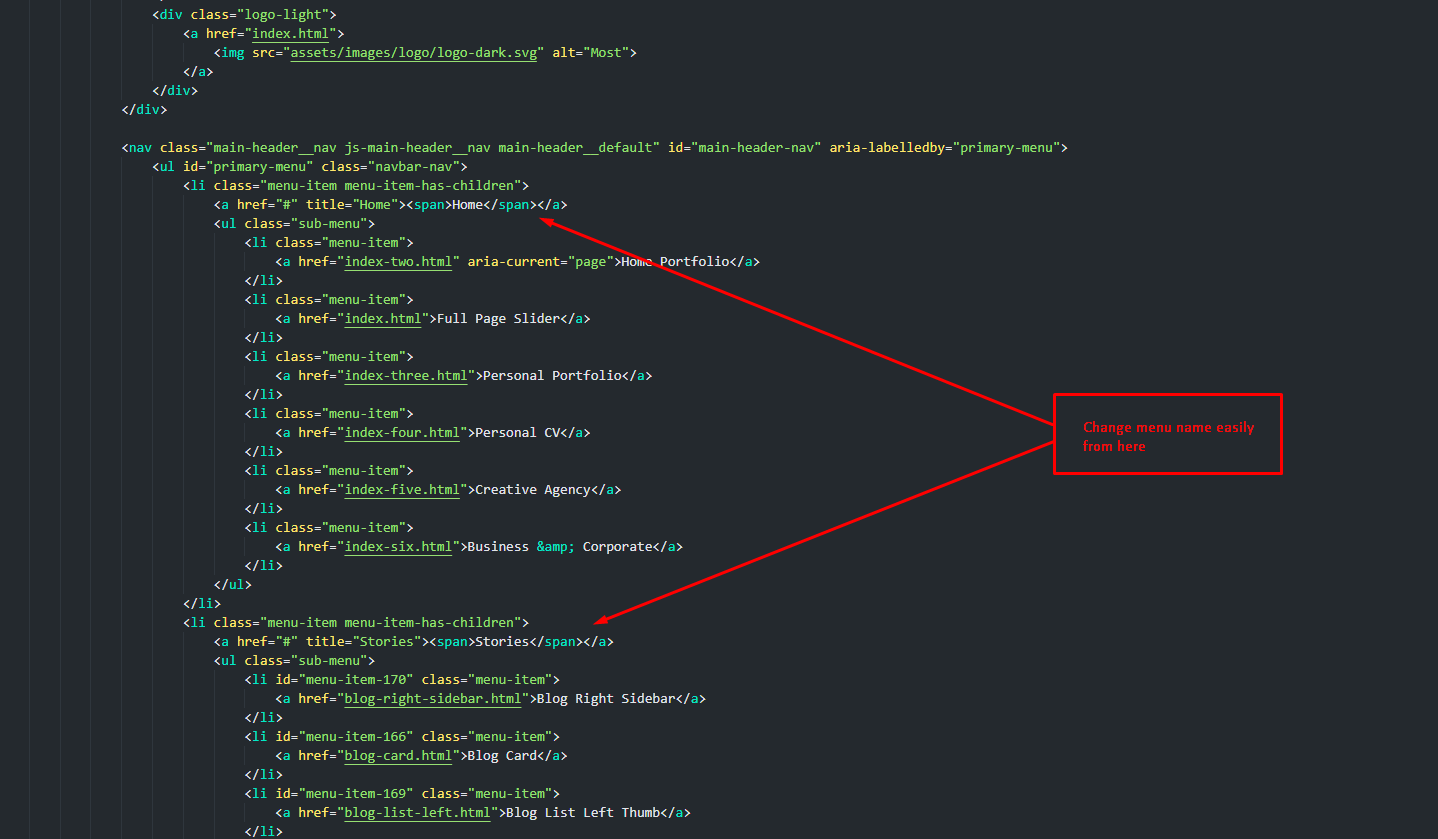 <div class="logo-light">
<a href="index.html">
<img src="assets/images/logo/logo-dark.svg" alt="Most">
</a>
</div>
</div>
<nav class="main-header__nav js-main-header__nav main-header__default" id="main-header-nav" aria-labelledby="primary-menu">
<ul id="primary-menu" class="navbar-nav">
<li class="menu-item menu-item-has-children">
<a href="#" title="Home"><span>Home</span></a>
<ul class="sub-menu">
<li class="menu-item">
<a href="index-two.html" aria-current="page">Home Portfolio</a>
</li>
<li class="menu-item">
<a href="index.html">Full Page Slider</a>
</li>
<li class="menu-item">
<a href="index-three.html">Personal Portfolio</a>
</li>
<li class="menu-item">
<a href="index-four.html">Personal CV</a>
</li>
<li class="menu-item">
<a href="index-five.html">Creative Agency</a>
</li>
<li class="menu-item">
<a href="index-six.html">Business &amp; Corporate</a>
</li>
</ul>
</li>
<li class="menu-item menu-item-has-children">
<a href="#" title="Stories"><span>Stories</span></a>
<ul class="sub-menu">
<li id="menu-item-170" class="menu-item">
<a href="blog-right-sidebar.html">Blog Right Sidebar</a>
</li>
<li id="menu-item-166" class="menu-item">
<a href="blog-card.html">Blog Card</a>
</li>
<li id="menu-item-169" class="menu-item">
<a href="blog-list-left.html">Blog List Left Thumb</a>
</li>
Change menu name easily
from here